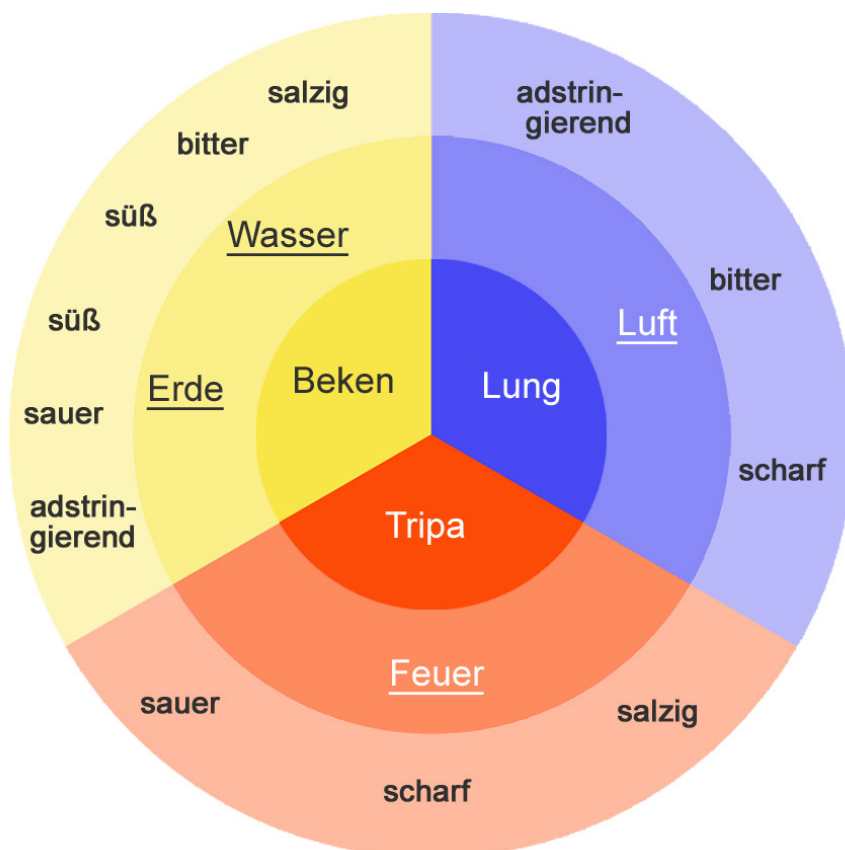 salzig
bitter
süß
süß
sauer
adstrin-
gierend
Wasser
Erde
Beken
adstrin-
gierend
bitter
scharf
Luft
Lung
Tripa
Feuer
sauer
scharf
salzig